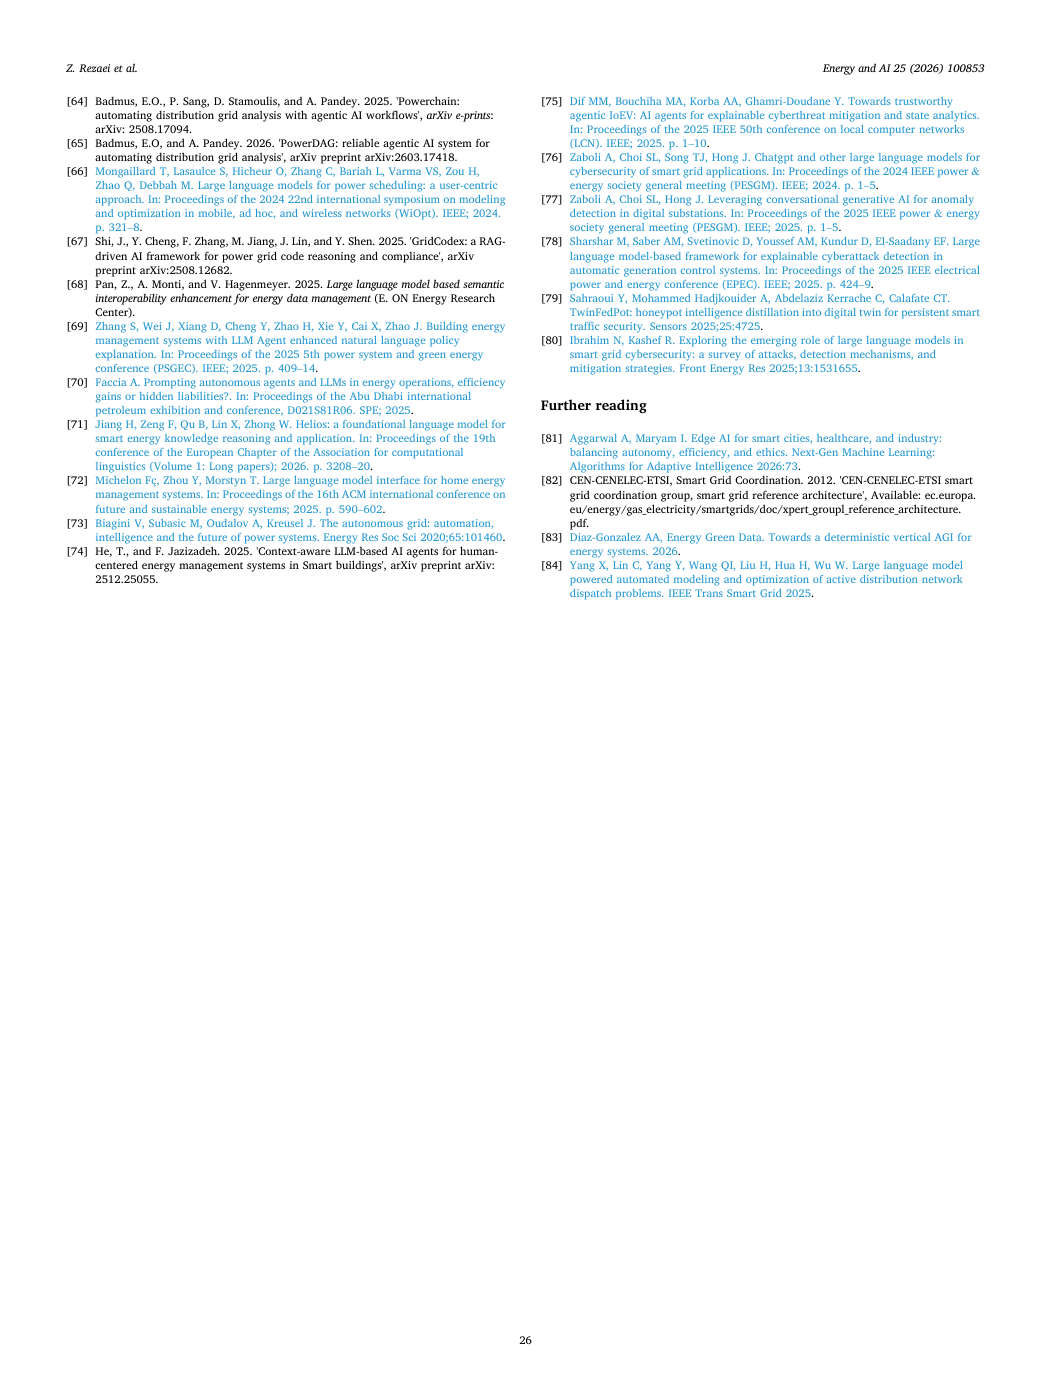 Z. Rezaei et al.
Energy and AI 25 (2026) 100853
[64] Badmus, E.O., P. Sang, D. Stamoulis, and A. Pandey. 2025. 'Powerchain:
automating distribution grid analysis with agentic AI workflows', arXiv e-prints:
arXiv: 2508.17094.
[65] Badmus, E.O, and A. Pandey. 2026. 'PowerDAG: reliable agentic AI system for
automating distribution grid analysis', arXiv preprint arXiv:2603.17418.
[66] Mongaillard T, Lasaulce S, Hicheur O, Zhang C, Bariah L, Varma VS, Zou H,
Zhao Q, Debbah M. Large language models for power scheduling: a user-centric
approach. In: Proceedings of the 2024 22nd international symposium on modeling
and optimization in mobile, ad hoc, and wireless networks (WiOpt). IEEE; 2024.
p. 321–8.
[67] Shi, J., Y. Cheng, F. Zhang, M. Jiang, J. Lin, and Y. Shen. 2025. 'GridCodex: a RAG-
driven AI framework for power grid code reasoning and compliance', arXiv
preprint arXiv:2508.12682.
[68] Pan, Z., A. Monti, and V. Hagenmeyer. 2025. Large language model based semantic
interoperability enhancement for energy data management (E. ON Energy Research
Center).
[69] Zhang S, Wei J, Xiang D, Cheng Y, Zhao H, Xie Y, Cai X, Zhao J. Building energy
management systems with LLM Agent enhanced natural language policy
explanation. In: Proceedings of the 2025 5th power system and green energy
conference (PSGEC). IEEE; 2025. p. 409–14.
[70] Faccia A. Prompting autonomous agents and LLMs in energy operations, efficiency
gains or hidden liabilities?. In: Proceedings of the Abu Dhabi international
petroleum exhibition and conference, D021S81R06. SPE; 2025.
[71] Jiang H, Zeng F, Qu B, Lin X, Zhong W. Helios: a foundational language model for
smart energy knowledge reasoning and application. In: Proceedings of the 19th
conference of the European Chapter of the Association for computational
linguistics (Volume 1: Long papers); 2026. p. 3208–20.
[72] Michelon Fç, Zhou Y, Morstyn T. Large language model interface for home energy
management systems. In: Proceedings of the 16th ACM international conference on
future and sustainable energy systems; 2025. p. 590–602.
[73] Biagini V, Subasic M, Oudalov A, Kreusel J. The autonomous grid: automation,
intelligence and the future of power systems. Energy Res Soc Sci 2020;65:101460.
[74] He, T., and F. Jazizadeh. 2025. 'Context-aware LLM-based AI agents for human-
centered energy management systems in Smart buildings', arXiv preprint arXiv:
2512.25055.
[75] Dif MM, Bouchiha MA, Korba AA, Ghamri-Doudane Y. Towards trustworthy
agentic IoEV: AI agents for explainable cyberthreat mitigation and state analytics.
In: Proceedings of the 2025 IEEE 50th conference on local computer networks
(LCN). IEEE; 2025. p. 1–10.
[76] Zaboli A, Choi SL, Song TJ, Hong J. Chatgpt and other large language models for
cybersecurity of smart grid applications. In: Proceedings of the 2024 IEEE power &
energy society general meeting (PESGM). IEEE; 2024. p. 1–5.
[77] Zaboli A, Choi SL, Hong J. Leveraging conversational generative AI for anomaly
detection in digital substations. In: Proceedings of the 2025 IEEE power & energy
society general meeting (PESGM). IEEE; 2025. p. 1–5.
[78] Sharshar M, Saber AM, Svetinovic D, Youssef AM, Kundur D, El-Saadany EF. Large
language model-based framework for explainable cyberattack detection in
automatic generation control systems. In: Proceedings of the 2025 IEEE electrical
power and energy conference (EPEC). IEEE; 2025. p. 424–9.
[79] Sahraoui Y, Mohammed Hadjkouider A, Abdelaziz Kerrache C, Calafate CT.
TwinFedPot: honeypot intelligence distillation into digital twin for persistent smart
traffic security. Sensors 2025;25:4725.
[80] Ibrahim N, Kashef R. Exploring the emerging role of large language models in
smart grid cybersecurity: a survey of attacks, detection mechanisms, and
mitigation strategies. Front Energy Res 2025;13:1531655.
Further reading
[81] Aggarwal A, Maryam I. Edge AI for smart cities, healthcare, and industry:
balancing autonomy, efficiency, and ethics. Next-Gen Machine Learning:
Algorithms for Adaptive Intelligence 2026:73.
[82] CEN-CENELEC-ETSI, Smart Grid Coordination. 2012. 'CEN-CENELEC-ETSI smart
grid coordination group, smart grid reference architecture', Available: ec.europa.
eu/energy/gas_electricity/smartgrids/doc/xpert_groupl_reference_architecture.
pdf.
[83] Diaz-Gonzalez AA, Energy Green Data. Towards a deterministic vertical AGI for
energy systems. 2026.
[84] Yang X, Lin C, Yang Y, Wang QI, Liu H, Hua H, Wu W. Large language model
powered automated modeling and optimization of active distribution network
dispatch problems. IEEE Trans Smart Grid 2025.
26